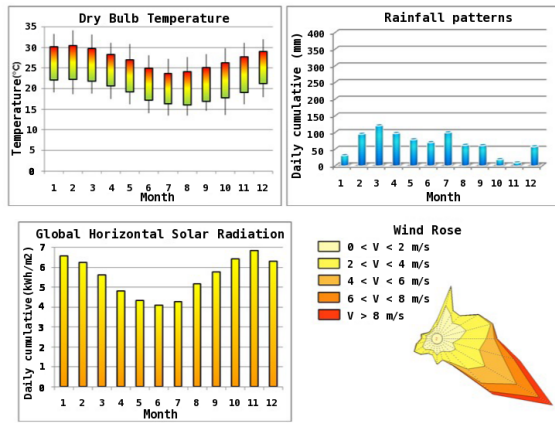 Dry Bulb Temperature
Temperature(°C)
35
30
25
20
15
10
5
0
1 2 3 4 5 6 7 8 9 10 11 12
Month
Rainfall patterns
Daily cumulative (mm)
400
350
300
250
200
150
100
50
0
1 2 3 4 5 6 7 8 9 10 11 12
Month
Global Horizontal Solar Radiation
Daily cumulative(kWh/m2)
7
6
5
4
3
2
1
0
1 2 3 4 5 6 7 8 9 10 11 12
Month
Wind Rose
0 < V < 2 m/s
2 < V < 4 m/s
4 < V < 6 m/s
6 < V < 8 m/s
V > 8 m/s